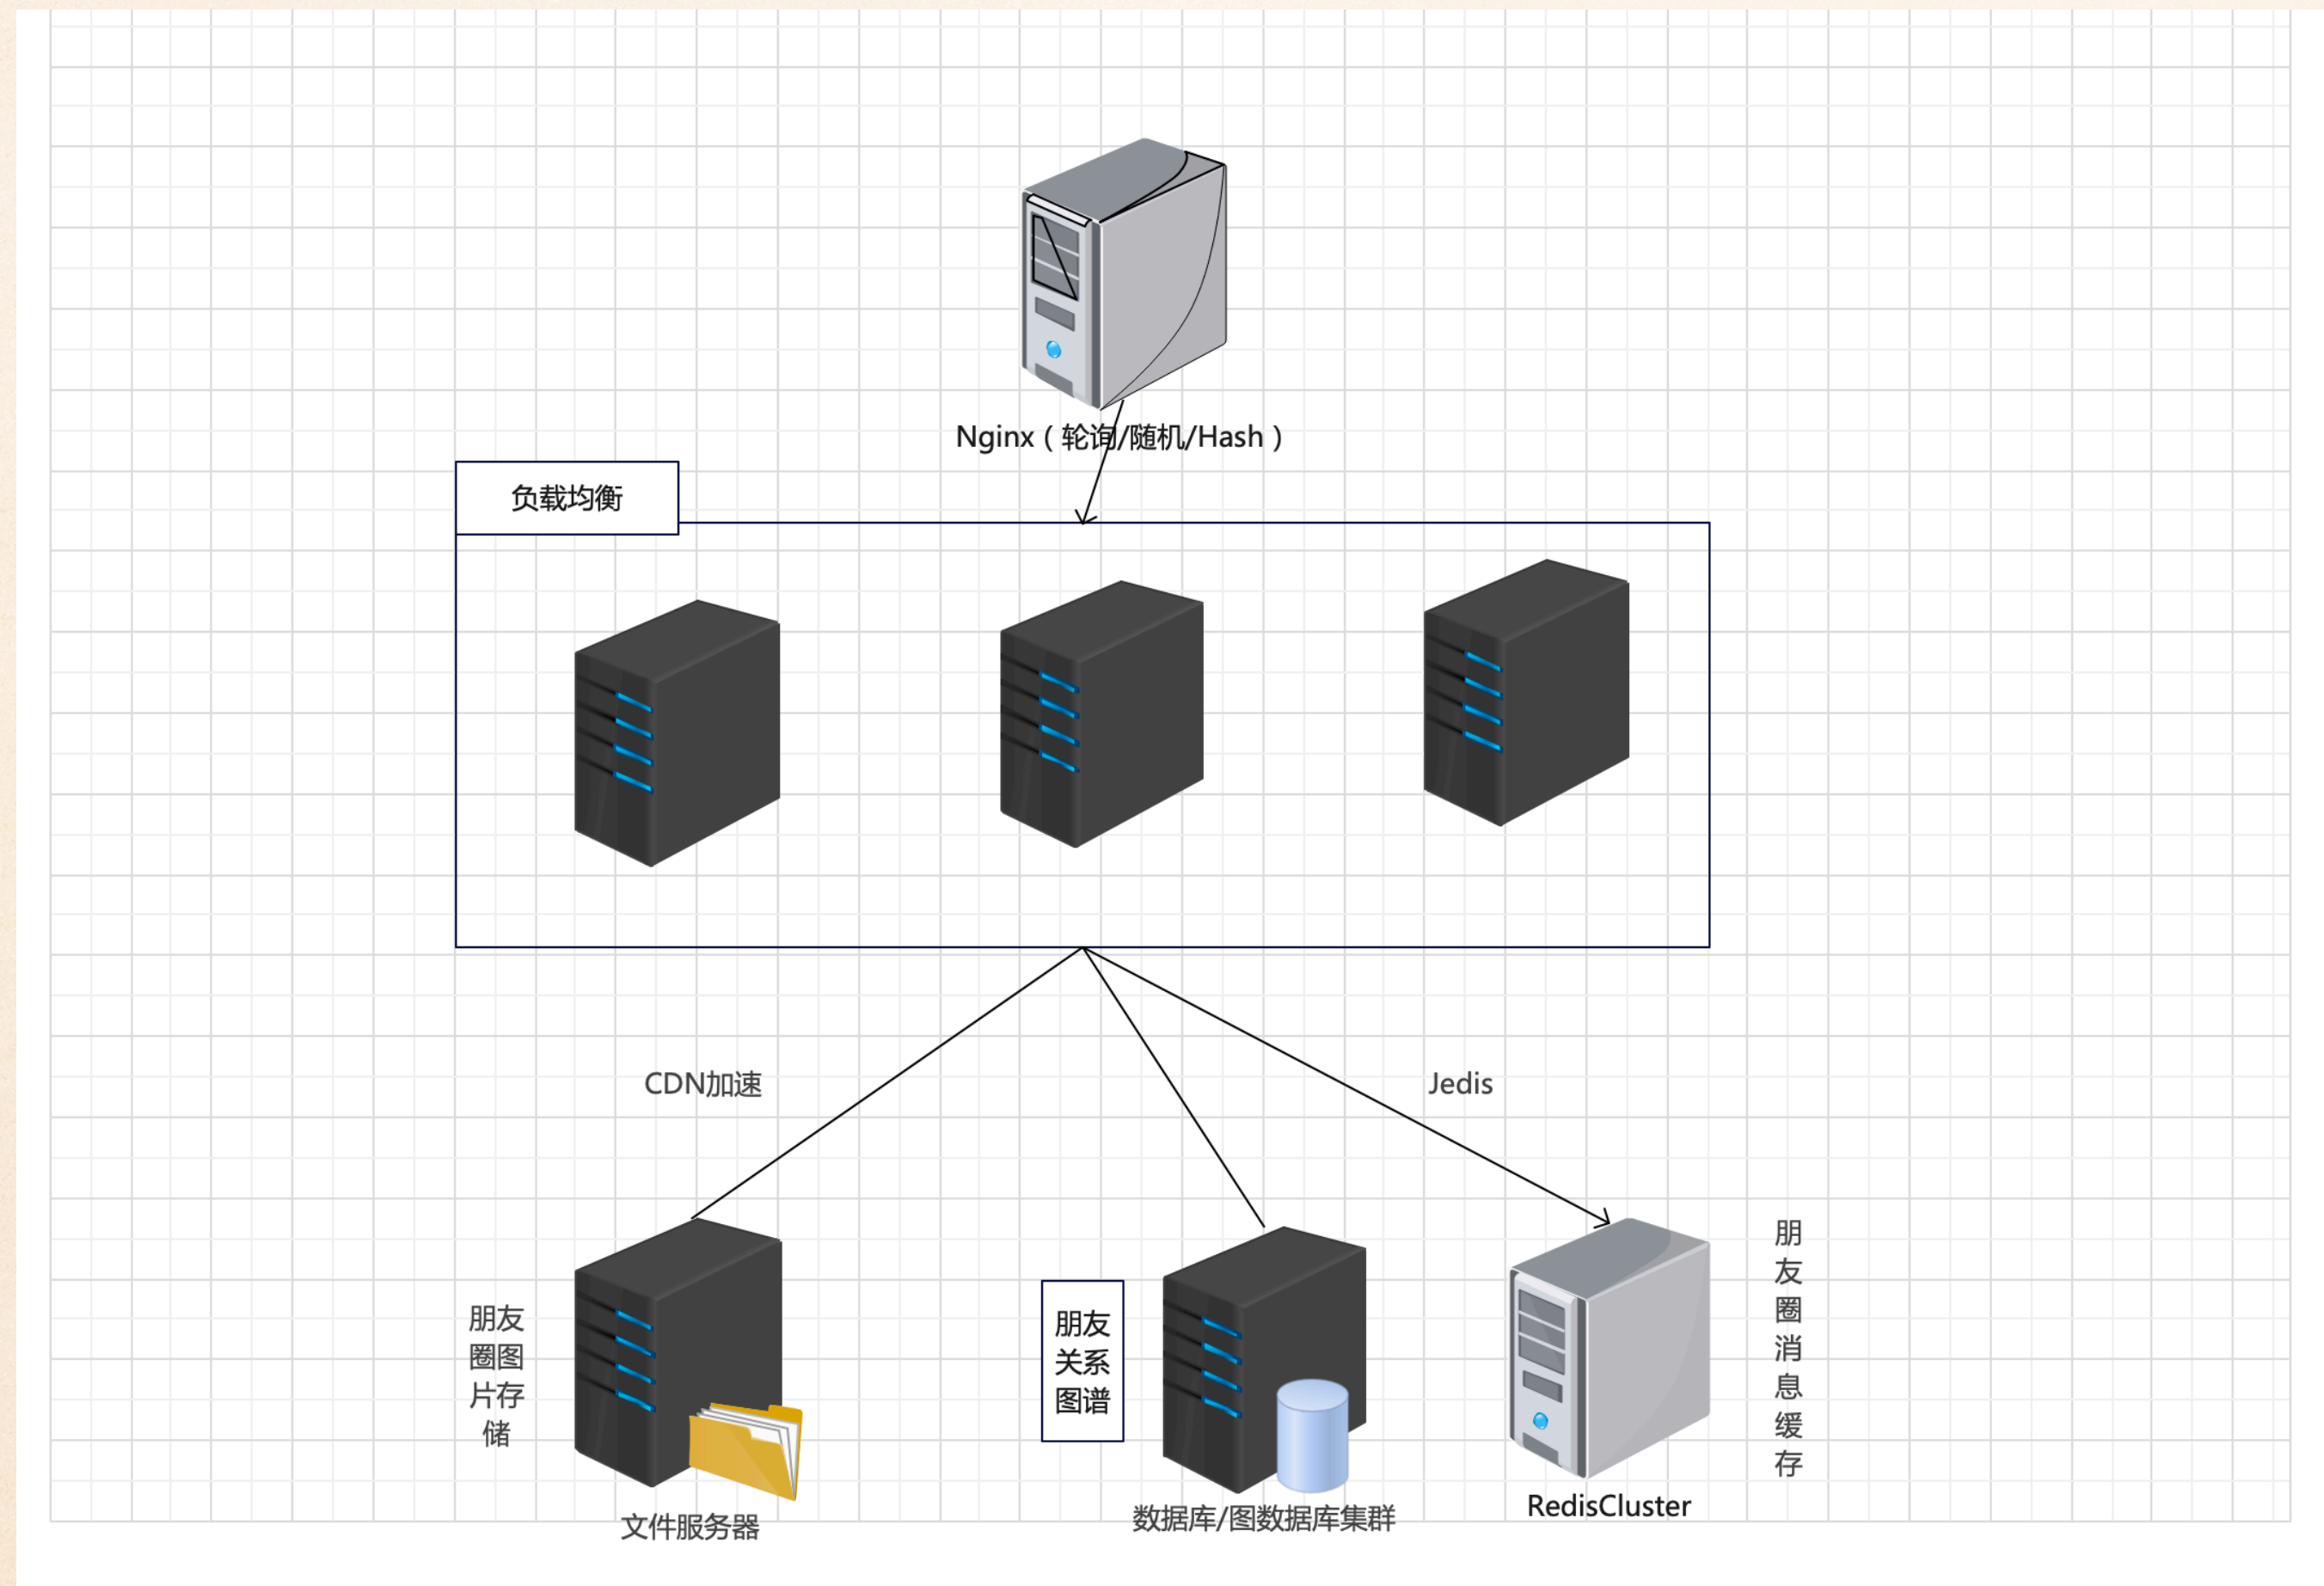 Nginx（轮询/随机/Hash）
负载均衡
CDN加速
Jedis
朋友
圈图
片存
储
文件服务器
朋友
关系
图谱
数据库/图数据库集群
朋
友
圈
消
息
缓
存
RedisCluster